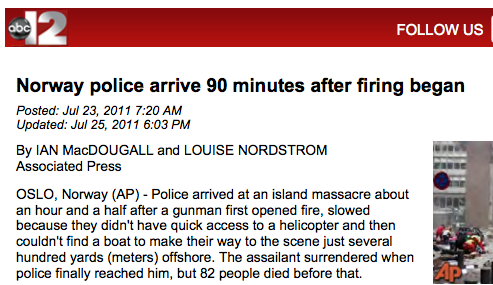 abc 12
FOLLOW US
Norway police arrive 90 minutes after firing began
Posted: Jul 23, 2011 7:20 AM
Updated: Jul 25, 2011 6:03 PM
By IAN MacDOUGALL and LOUISE NORDSTROM
Associated Press
OSLO, Norway (AP) - Police arrived at an island massacre about
an hour and a half after a gunman first opened fire, slowed
because they didn't have quick access to a helicopter and then
couldn't find a boat to make their way to the scene just several
hundred yards (meters) offshore. The assailant surrendered when
police finally reached him, but 82 people died before that.
AP